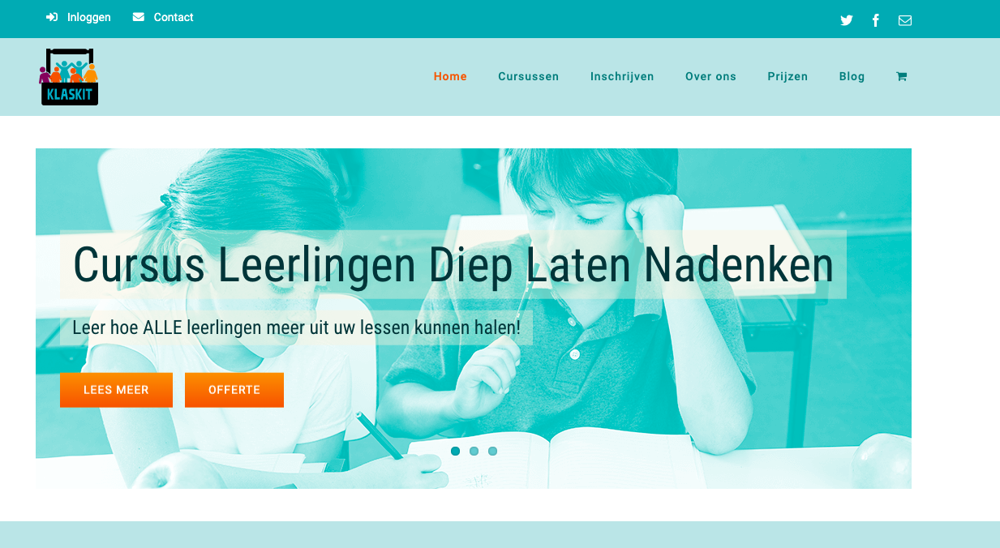 Inloggen
Contact
KLASKIT
Home
Cursussen
Inschrijven
Over ons
Prijzen
Blog
Cursus Leerlingen Diep Laten Nadenken
Leer hoe ALLE leerlingen meer uit uw lessen kunnen halen!
LEES MEER
OFFERTE